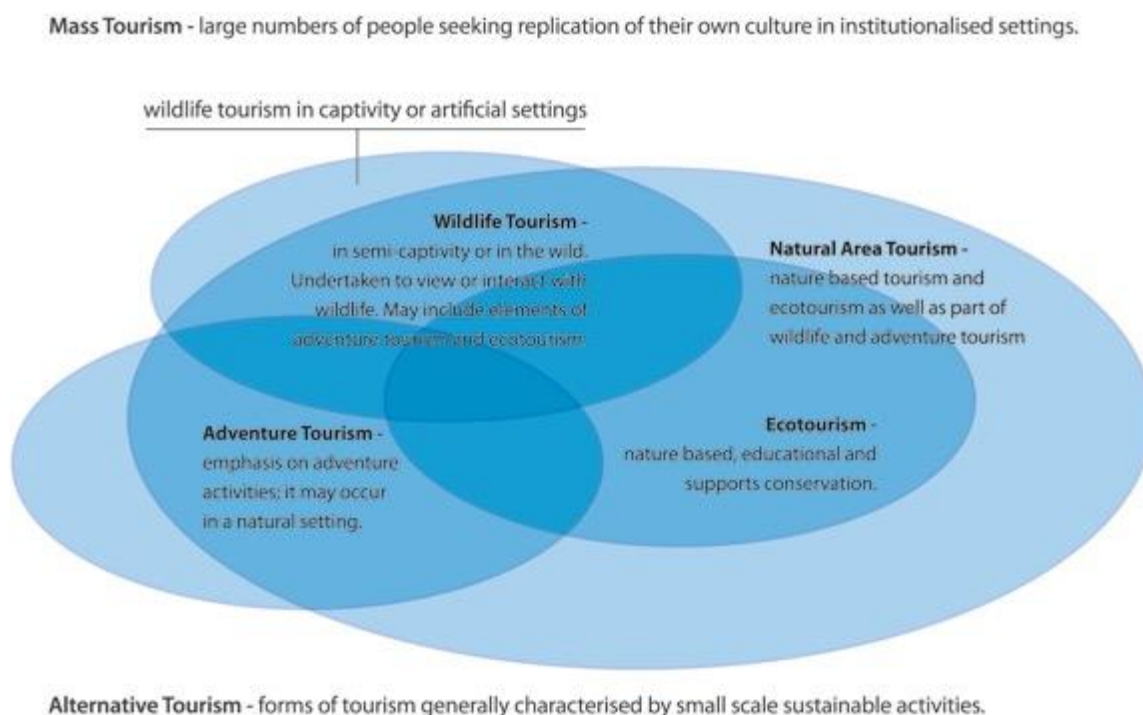 Mass Tourism - large numbers of people seeking replication of their own culture in institutionalised settings.
wildlife tourism in captivity or artificial settings
Wildlife Tourism -
in semi-captivity or in the wild.
Undertaken to view or interact with
wildlife. May include elements of
adventure tourism and ecotourism
Natural Area Tourism -
nature based tourism and
ecotourism as well as part of
wildlife and adventure tourism
Adventure Tourism -
emphasis on adventure
activities; it may occur
in a natural setting.
Ecotourism -
nature based, educational and
supports conservation.
Alternative Tourism - forms of tourism generally characterised by small scale sustainable activities.